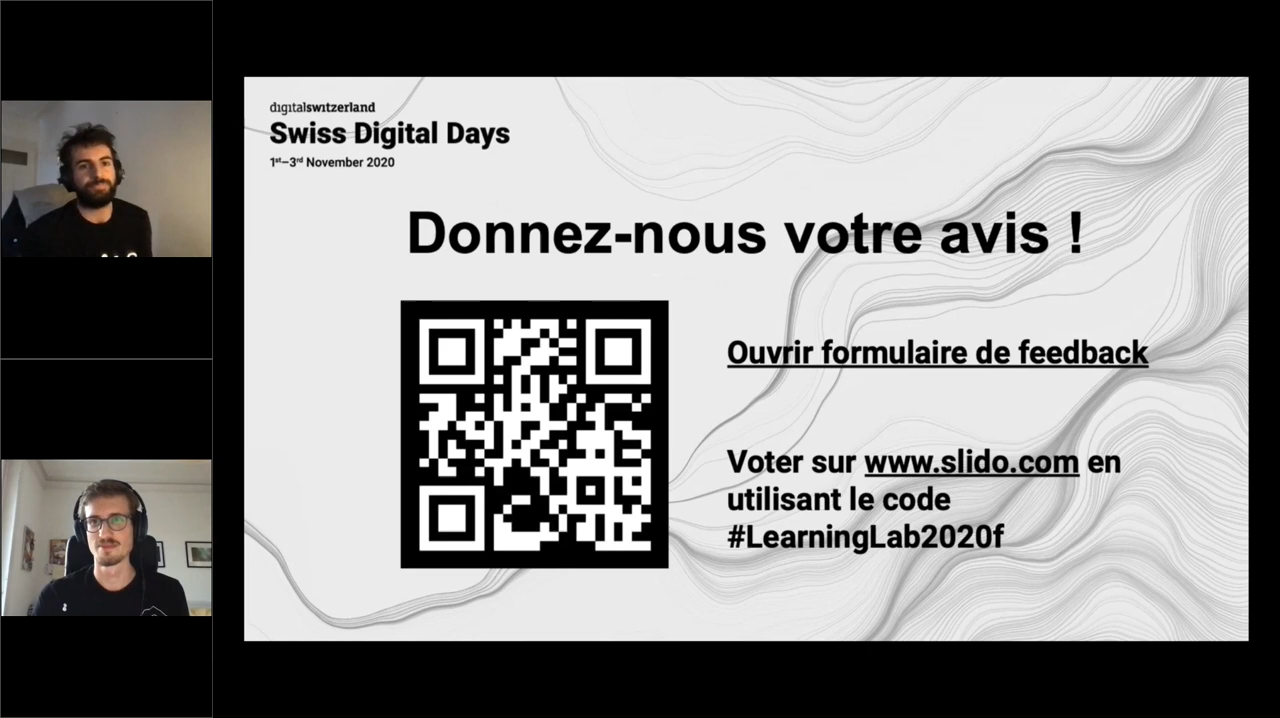 digitalswitzerland
Swiss Digital Days
1st–3rd November 2020
Donnez-nous votre avis !
Ouvrir formulaire de feedback
Voter sur www.slido.com en
utilisant le code
#LearningLab2020f